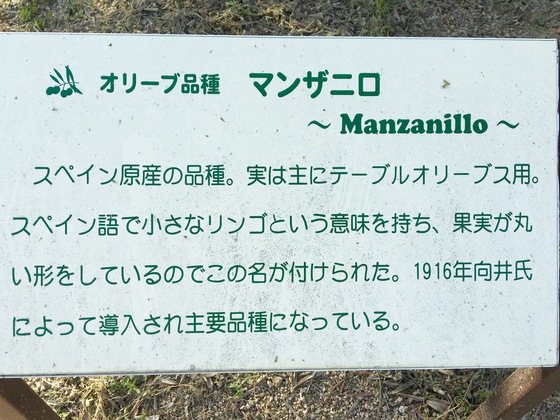 オリーブ品種 マンザニロ
～ Manzanillo ～
スペイン原産の品種。実は主にテーブルオリーブス用。
スペイン語で小さなリンゴという意味を持ち、果実が丸
い形をしているのでこの名が付けられた。1916年向井氏
によって導入され主要品種になっている。